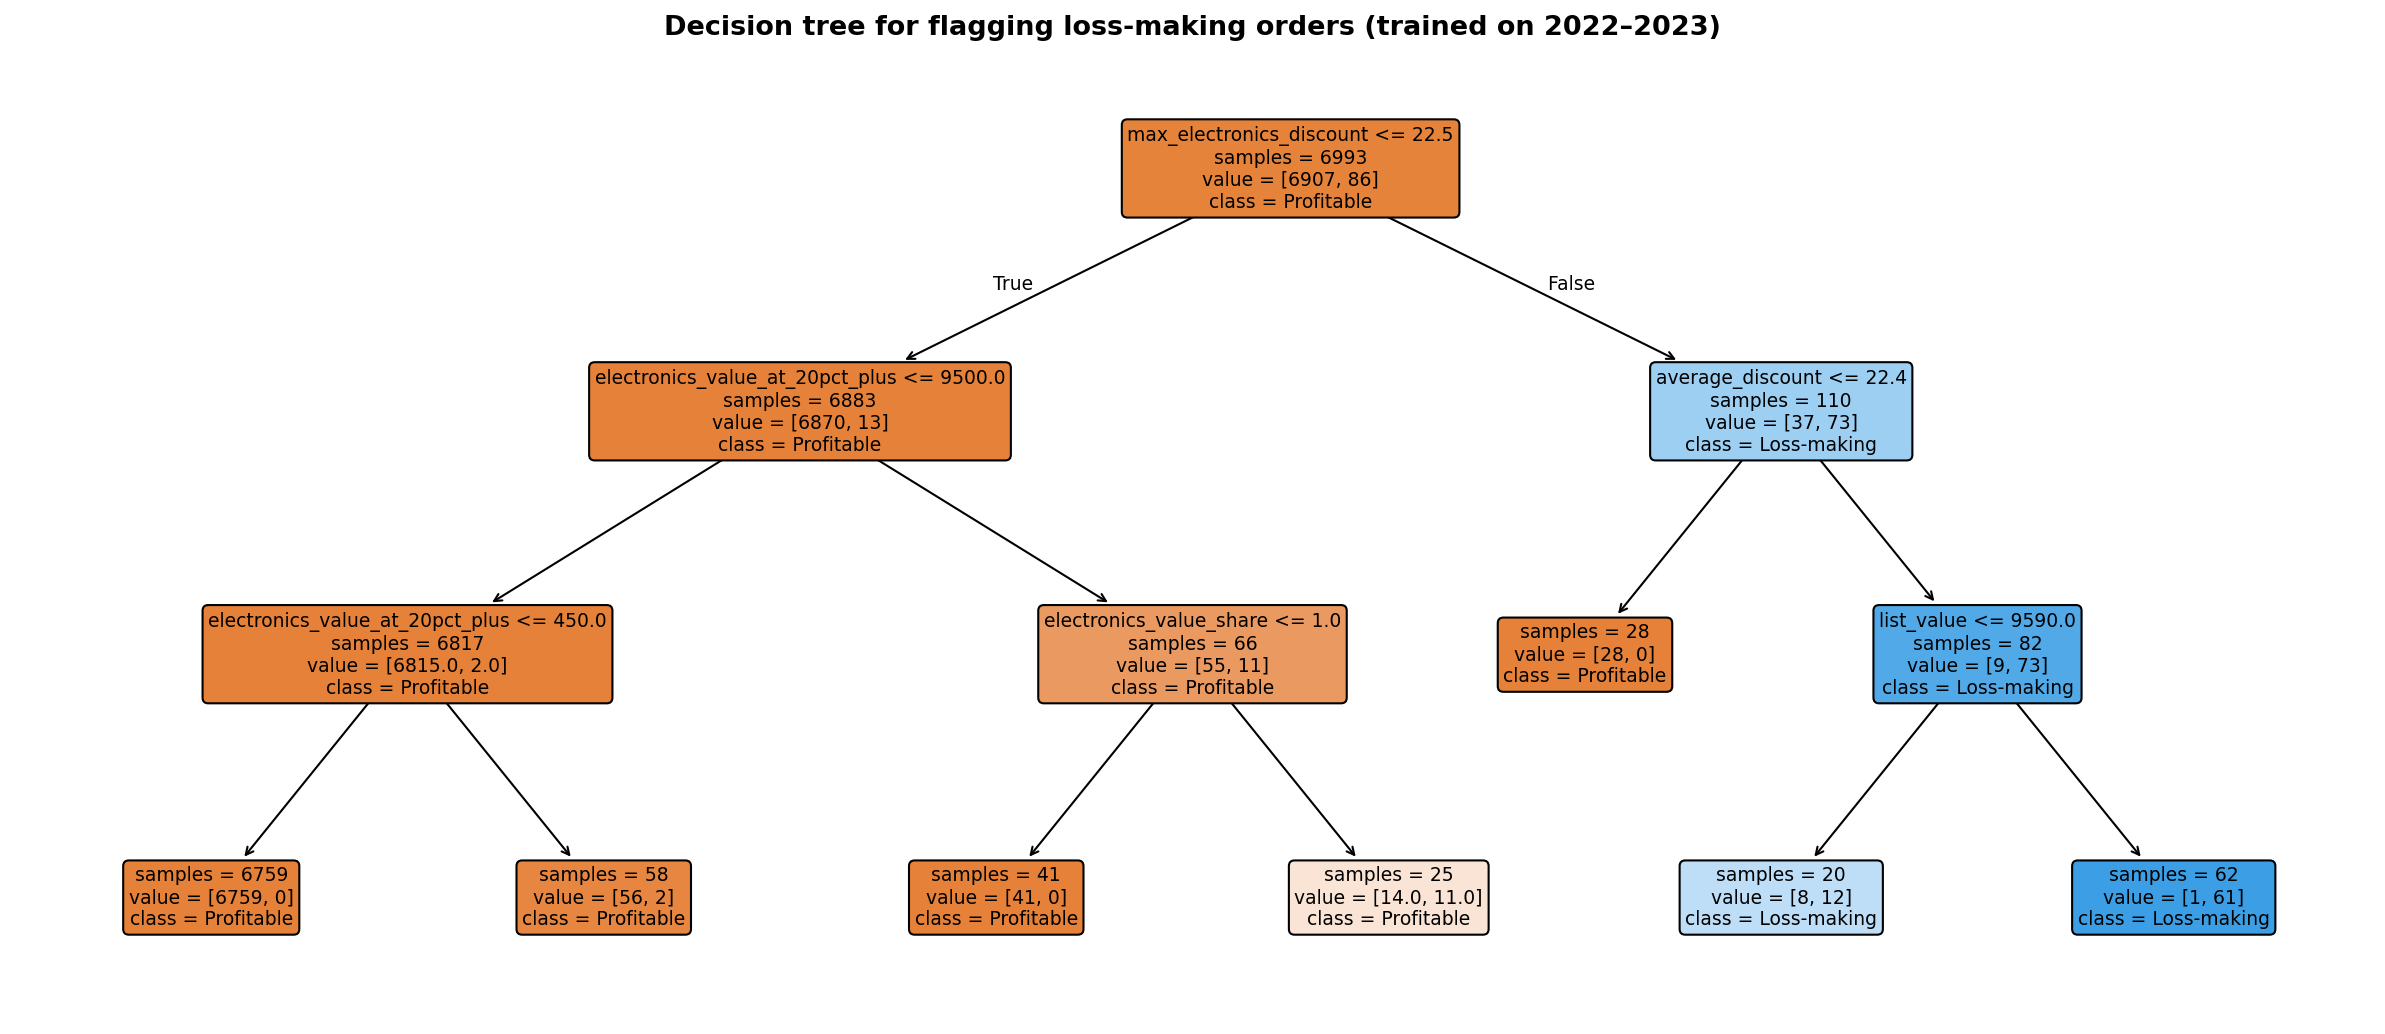 Decision tree for flagging loss-making orders (trained on 2022–2023)
max_electronics_discount <= 22.5
samples = 6993
value = [6907, 86]
class = Profitable
True
False
electronics_value_at_20pct_plus <= 9500.0
samples = 6883
value = [6870, 13]
class = Profitable
average_discount <= 22.4
samples = 110
value = [37, 73]
class = Loss-making
electronics_value_at_20pct_plus <= 450.0
samples = 6817
value = [6815.0, 2.0]
class = Profitable
electronics_value_share <= 1.0
samples = 66
value = [55, 11]
class = Profitable
samples = 28
value = [28, 0]
class = Profitable
list_value <= 9590.0
samples = 82
value = [9, 73]
class = Loss-making
samples = 6759
value = [6759, 0]
class = Profitable
samples = 58
value = [56, 2]
class = Profitable
samples = 41
value = [41, 0]
class = Profitable
samples = 25
value = [14.0, 11.0]
class = Profitable
samples = 20
value = [8, 12]
class = Loss-making
samples = 62
value = [1, 61]
class = Loss-making